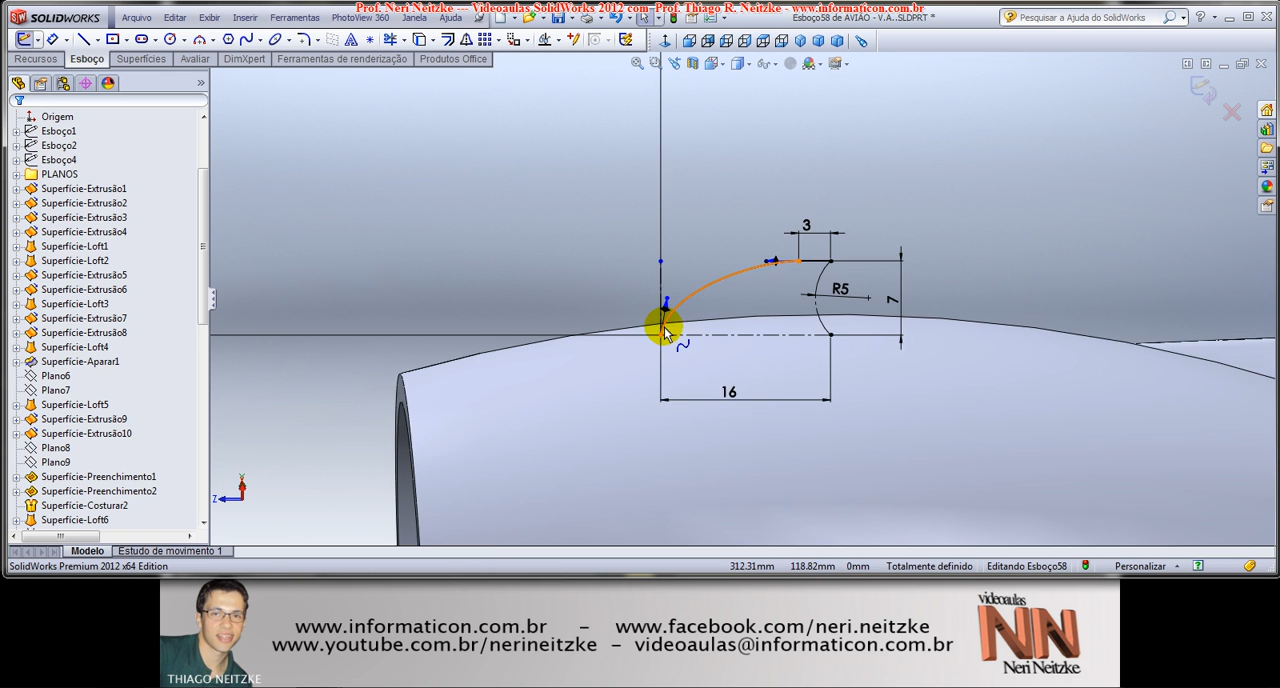 Prof. Neri Neitzke --- Videoaulas SolidWorks 2012 com Prof. Thiago R. Neitzke - www.informaticon.com.br
SOLIDWORKS
Arquivo Editar Exibir Inserir Ferramentas PhotoView 360 Janela Ajuda
Esboço58 de AVIÃO - V.A..SLDPRT *
Pesquisar a Ajuda do SolidWorks
Recursos Esboço Superfícies Avaliar DimXpert Ferramentas de renderização Produtos Office
Origem
Esboço1
Esboço2
Esboço4
PLANOS
Superfície-Extrusão1
Superfície-Extrusão2
Superfície-Extrusão3
Superfície-Extrusão4
Superfície-Loft1
Superfície-Loft2
Superfície-Extrusão5
Superfície-Extrusão6
Superfície-Loft3
Superfície-Extrusão7
Superfície-Extrusão8
Superfície-Loft4
Superfície-Aparar1
Plano6
Plano7
Superfície-Loft5
Superfície-Extrusão9
Superfície-Extrusão10
Plano8
Plano9
Superfície-Preenchimento1
Superfície-Preenchimento2
Superfície-Costurar2
Superfície-Loft6
3
R5
7
16
Y
Z
Modelo Estudo de movimento 1
SolidWorks Premium 2012 x64 Edition
312.31mm 118.82mm 0mm Totalmente definido Editando Esboço58 Personalizar
www.informaticon.com.br - www.facebook.com/neri.neitzke
www.youtube.com.br/nerineitzke - videoaulas@informaticon.com.br
THIAGO NEITZKE
videoaulas
NN
Neri Neitzke